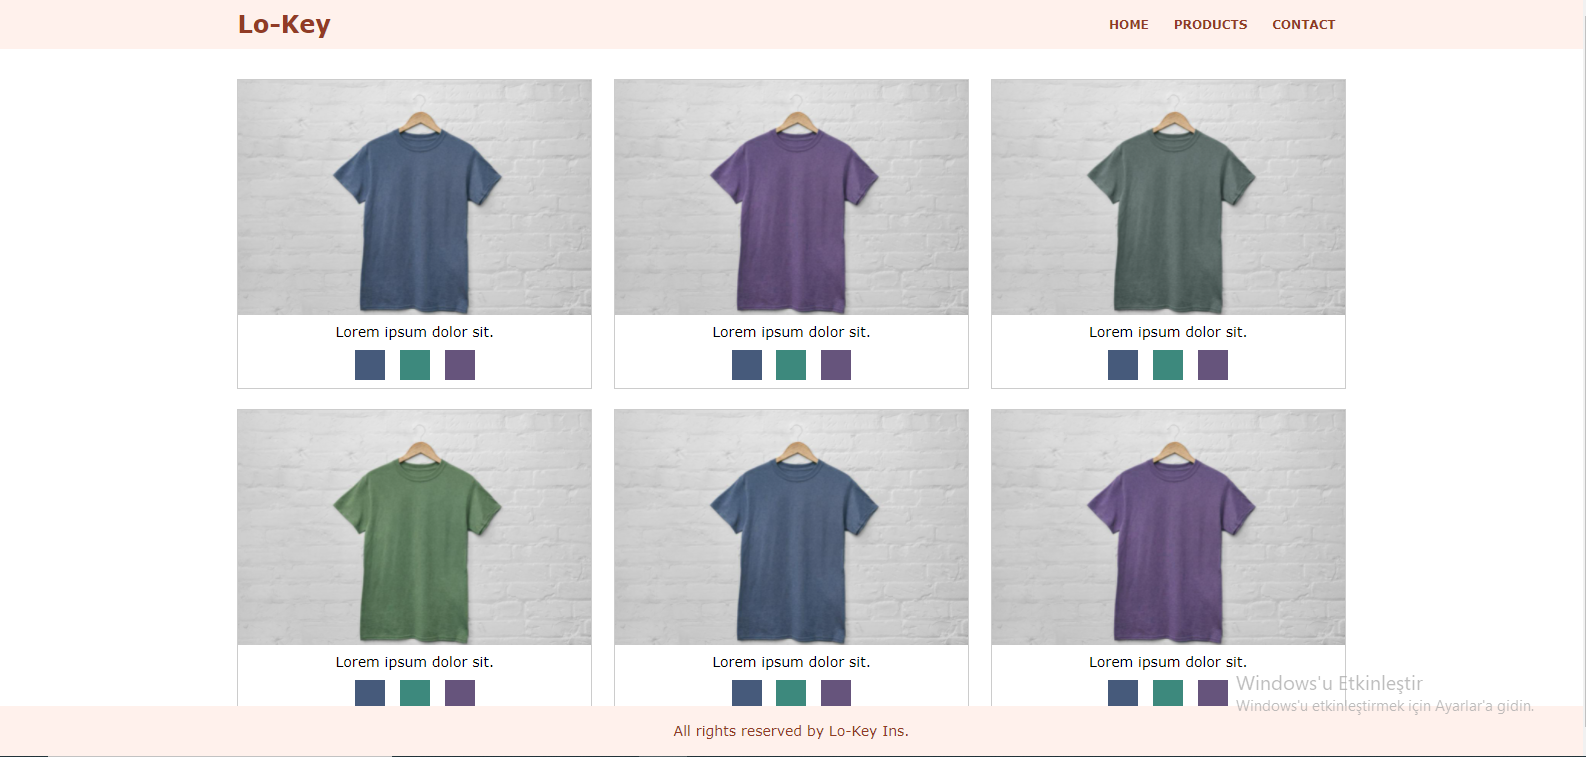 Lo-Key
HOME PRODUCTS CONTACT
Lorem ipsum dolor sit.
Lorem ipsum dolor sit.
Lorem ipsum dolor sit.
Lorem ipsum dolor sit.
Lorem ipsum dolor sit.
Lorem ipsum dolor sit.
Windows'u Etkinleştir
Windows'u etkinleştirmek için Ayarlar'a gidin.
All rights reserved by Lo-Key Ins.